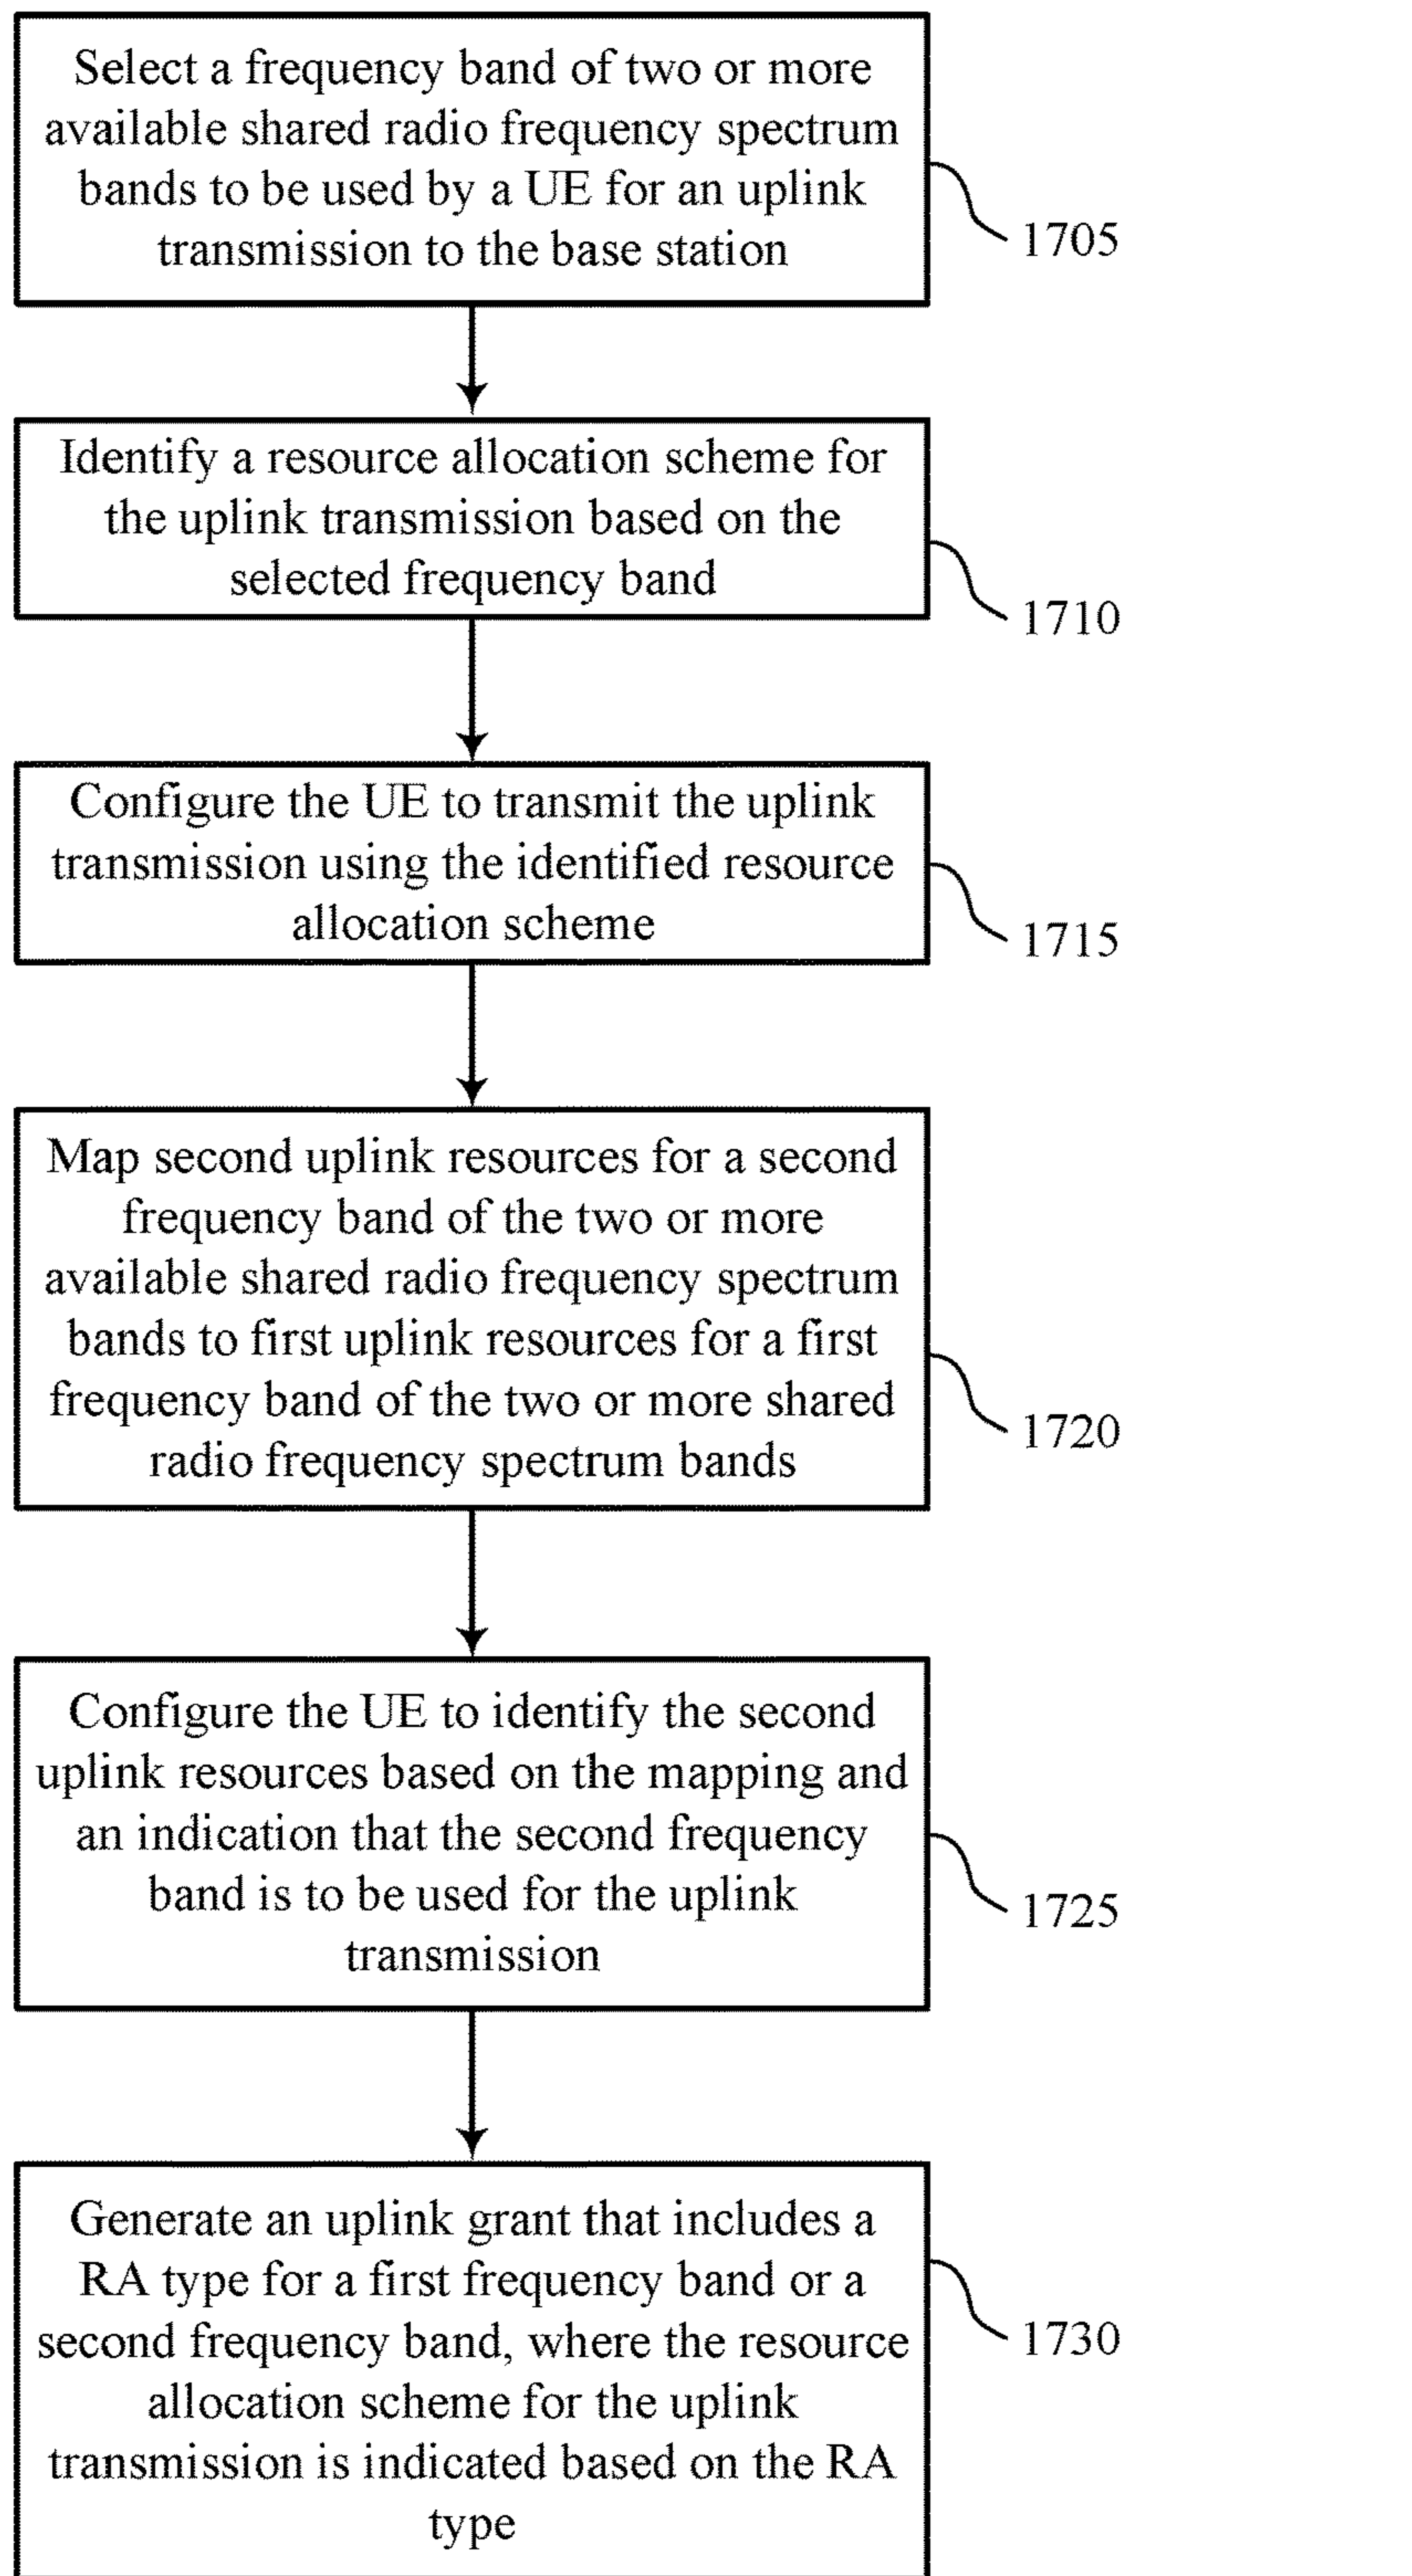 Select a frequency band of two or more
available shared radio frequency spectrum
bands to be used by a UE for an uplink
transmission to the base station
1705
Identify a resource allocation scheme for
the uplink transmission based on the
selected frequency band
1710
Configure the UE to transmit the uplink
transmission using the identified resource
allocation scheme
1715
Map second uplink resources for a second
frequency band of the two or more
available shared radio frequency spectrum
bands to first uplink resources for a first
frequency band of the two or more shared
radio frequency spectrum bands
1720
Configure the UE to identify the second
uplink resources based on the mapping and
an indication that the second frequency
band is to be used for the uplink
transmission
1725
Generate an uplink grant that includes a
RA type for a first frequency band or a
second frequency band, where the resource
allocation scheme for the uplink
transmission is indicated based on the RA
type
1730